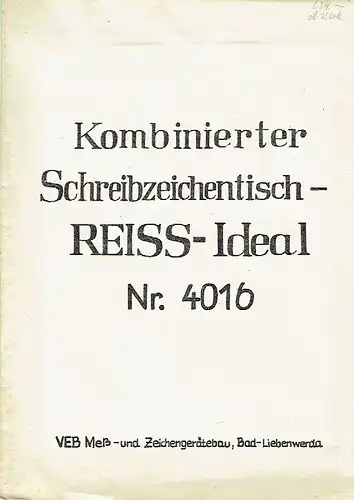 Kombinierter
Schreibzeichentisch-
REISS-Ideal
Nr. 4016
VEB Meß-und Zeichengerätebau, Bad-Liebenwerda